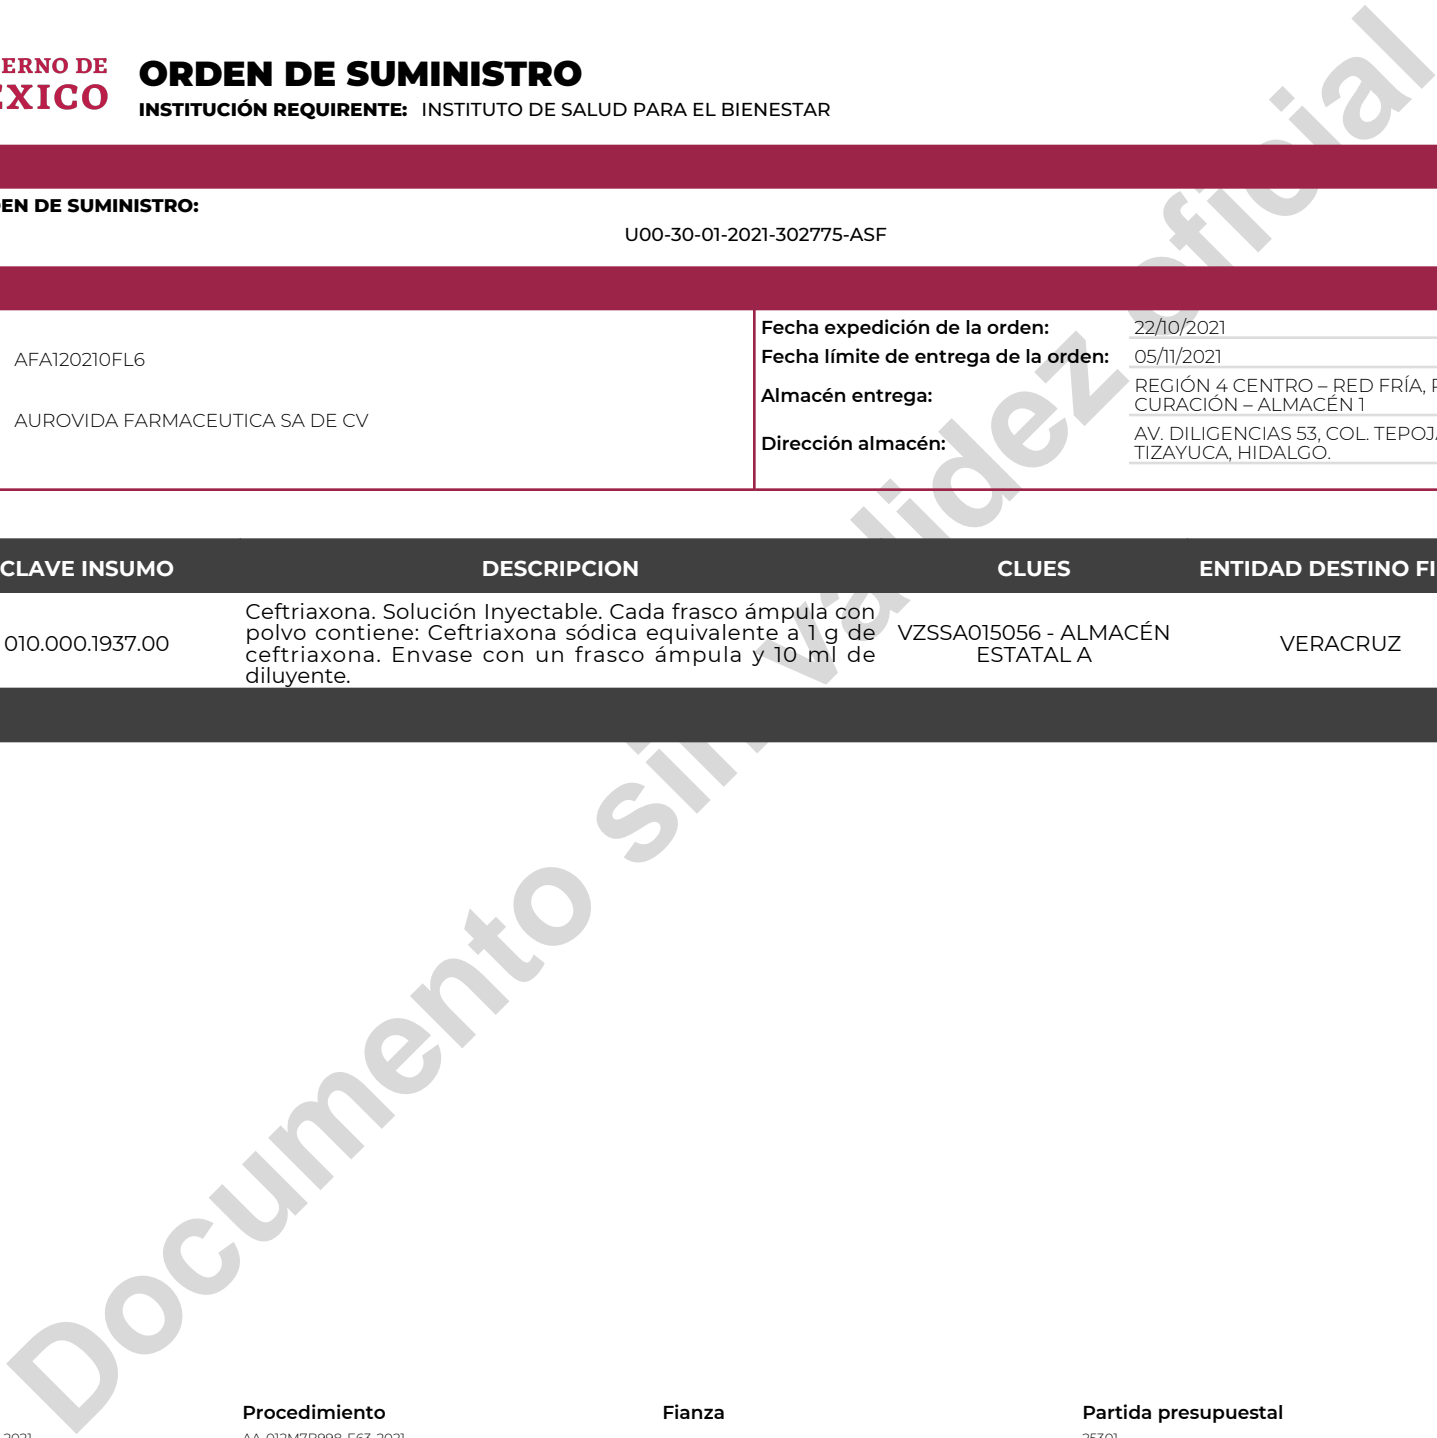 ERNO DE
ORDEN DE SUMINISTRO
INSTITUCIÓN REQUIRENTE: INSTITUTO DE SALUD PARA EL BIENESTAR
EXICO
EN DE SUMINISTRO:
U00-30-01-2021-302775-ASF
AFA120210FL6
AUROVIDA FARMACEUTICA SA DE CV
Fecha expedición de la orden: 22/10/2021
Fecha límite de entrega de la orden: 05/11/2021
Almacén entrega: REGIÓN 4 CENTRO – RED FRÍA,
CURACIÓN – ALMACÉN 1
Dirección almacén: AV. DILIGENCIAS 53, COL. TEPOJA
TIZAYUCA, HIDALGO.
CLAVE INSUMO DESCRIPCION CLUES ENTIDAD DESTINO FI
010.000.1937.00
Ceftriaxona. Solución Inyectable. Cada frasco ámpula con
polvo contiene: Ceftriaxona sódica equivalente a 1 g de
ceftriaxona. Envase con un frasco ámpula y 10 ml de
diluyente.
VZSSA015056 - ALMACÉN
ESTATAL A
VERACRUZ
Documento sin validez oficial
Procedimiento Fianza Partida presupuestal